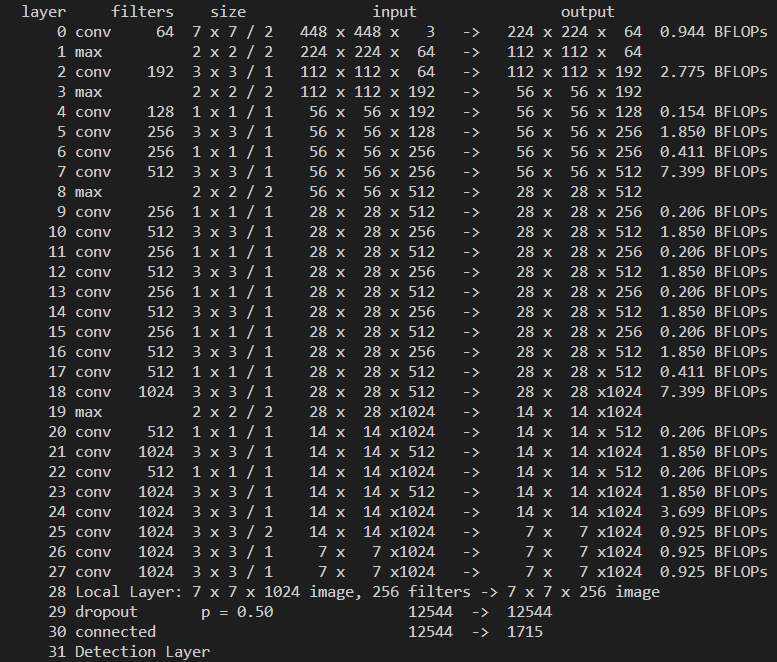 layer filters size input output
0 conv 64 7 x 7 / 2 448 x 448 x 3 -> 224 x 224 x 64 0.944 BFLOPs
1 max 2 x 2 / 2 224 x 224 x 64 -> 112 x 112 x 64
2 conv 192 3 x 3 / 1 112 x 112 x 64 -> 112 x 112 x 192 2.775 BFLOPs
3 max 2 x 2 / 2 112 x 112 x 192 -> 56 x 56 x 192
4 conv 128 1 x 1 / 1 56 x 56 x 192 -> 56 x 56 x 128 0.154 BFLOPs
5 conv 256 3 x 3 / 1 56 x 56 x 128 -> 56 x 56 x 256 1.850 BFLOPs
6 conv 256 1 x 1 / 1 56 x 56 x 256 -> 56 x 56 x 256 0.411 BFLOPs
7 conv 512 3 x 3 / 1 56 x 56 x 256 -> 56 x 56 x 512 7.399 BFLOPs
8 max 2 x 2 / 2 56 x 56 x 512 -> 28 x 28 x 512
9 conv 256 1 x 1 / 1 28 x 28 x 512 -> 28 x 28 x 256 0.206 BFLOPs
10 conv 512 3 x 3 / 1 28 x 28 x 256 -> 28 x 28 x 512 1.850 BFLOPs
11 conv 256 1 x 1 / 1 28 x 28 x 512 -> 28 x 28 x 256 0.206 BFLOPs
12 conv 512 3 x 3 / 1 28 x 28 x 256 -> 28 x 28 x 512 1.850 BFLOPs
13 conv 256 1 x 1 / 1 28 x 28 x 512 -> 28 x 28 x 256 0.206 BFLOPs
14 conv 512 3 x 3 / 1 28 x 28 x 256 -> 28 x 28 x 512 1.850 BFLOPs
15 conv 256 1 x 1 / 1 28 x 28 x 512 -> 28 x 28 x 256 0.206 BFLOPs
16 conv 512 3 x 3 / 1 28 x 28 x 256 -> 28 x 28 x 512 1.850 BFLOPs
17 conv 512 1 x 1 / 1 28 x 28 x 512 -> 28 x 28 x 512 0.411 BFLOPs
18 conv 1024 3 x 3 / 1 28 x 28 x 512 -> 28 x 28 x1024 7.399 BFLOPs
19 max 2 x 2 / 2 28 x 28 x1024 -> 14 x 14 x1024
20 conv 512 1 x 1 / 1 14 x 14 x1024 -> 14 x 14 x 512 0.206 BFLOPs
21 conv 1024 3 x 3 / 1 14 x 14 x 512 -> 14 x 14 x1024 1.850 BFLOPs
22 conv 512 1 x 1 / 1 14 x 14 x1024 -> 14 x 14 x 512 0.206 BFLOPs
23 conv 1024 3 x 3 / 1 14 x 14 x 512 -> 14 x 14 x1024 1.850 BFLOPs
24 conv 1024 3 x 3 / 1 14 x 14 x1024 -> 14 x 14 x1024 3.699 BFLOPs
25 conv 1024 3 x 3 / 2 14 x 14 x1024 -> 7 x 7 x1024 0.925 BFLOPs
26 conv 1024 3 x 3 / 1 7 x 7 x1024 -> 7 x 7 x1024 0.925 BFLOPs
27 conv 1024 3 x 3 / 1 7 x 7 x1024 -> 7 x 7 x1024 0.925 BFLOPs
28 Local Layer: 7 x 7 x 1024 image, 256 filters -> 7 x 7 x 256 image
29 dropout p = 0.50 12544 -> 12544
30 connected 12544 -> 1715
31 Detection Layer